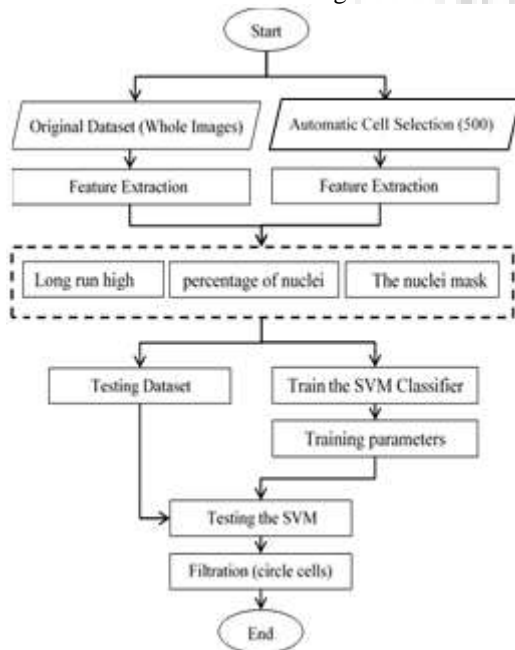 Start
Original Dataset (Whole Images)
Automatic Cell Selection (500)
Feature Extraction
Feature Extraction
Long run high
percentage of nuclei
The nuclei mask
Testing Dataset
Train the SVM Classifier
Training parameters
Testing the SVM
Filtration (circle cells)
End